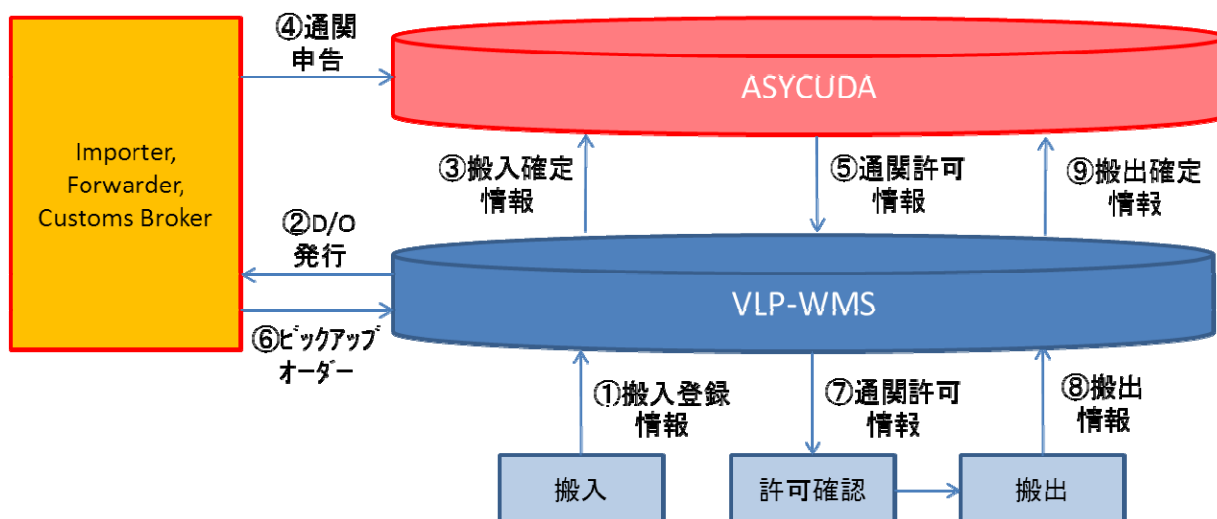 ④通関
申告
ASYCUDA
Importer,
Forwarder,
Customs Broker
③搬入確定
情報
⑤通関許可
情報
⑨搬出確定
情報
②D/O
発行
VLP-WMS
⑥ピックアップ
オーダー
①搬入登録
情報
⑦通関許可
情報
⑧搬出
情報
搬入
許可確認
搬出